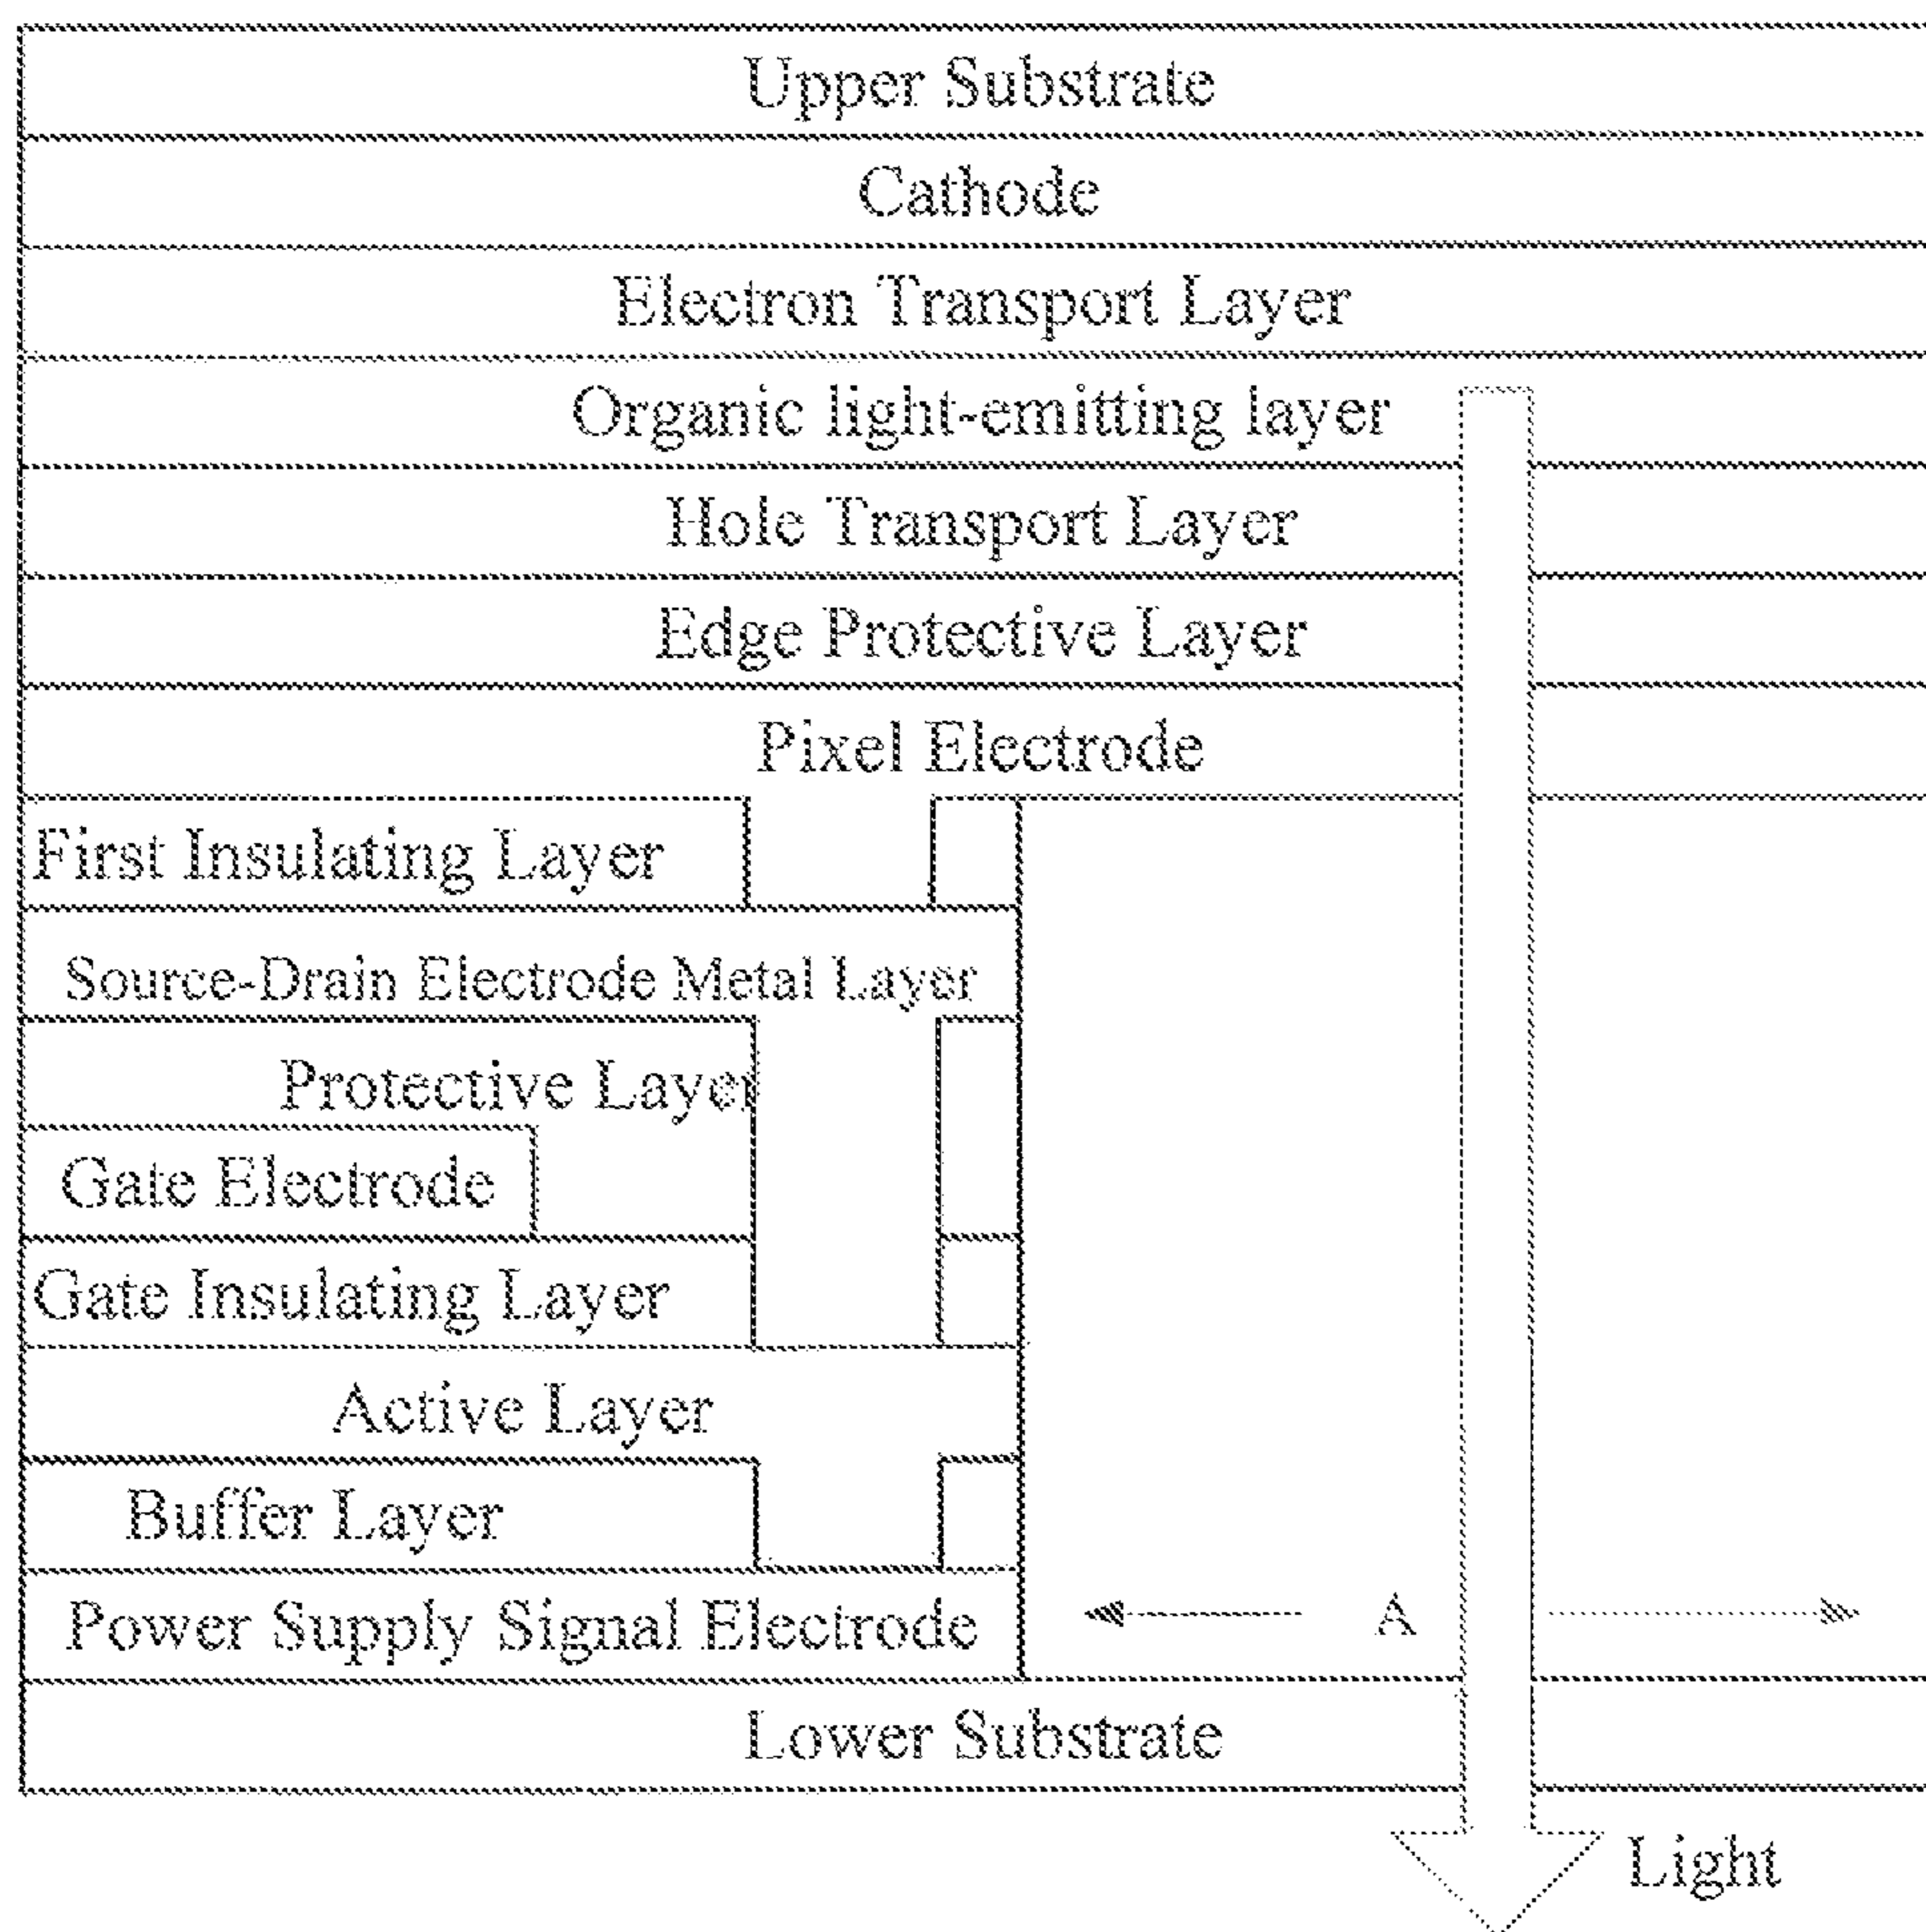 Upper Substrate
Cathode
Electron Transport Layer
Organic light-emitting layer
Hole Transport Layer
Edge Protective Layer
Pixel Electrode
First Insulating Layer
Source-Drain Electrode Metal Layer
Protective Layer
Gate Electrode
Gate Insulating Layer
Active Layer
Buffer Layer
Power Supply Signal Electrode
A
Lower Substrate
Light